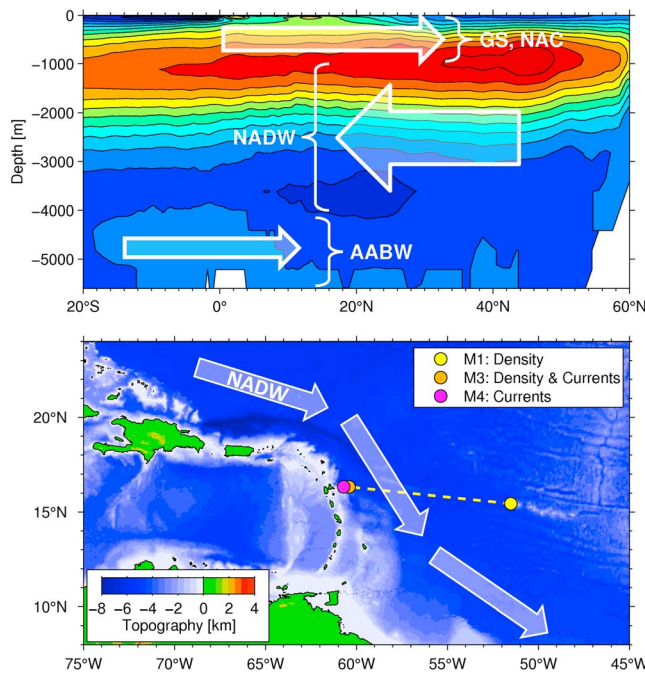 0
GS, NAC
−1000
−2000
NADW
Depth [m]
−3000
−4000
AABW
−5000
20°S 0° 20°N 40°N 60°N
M1: Density
M3: Density & Currents
M4: Currents
NADW
20°N
15°N
10°N
−8 −6 −4 −2 0 2 4
Topography [km]
75°W 70°W 65°W 60°W 55°W 50°W 45°W